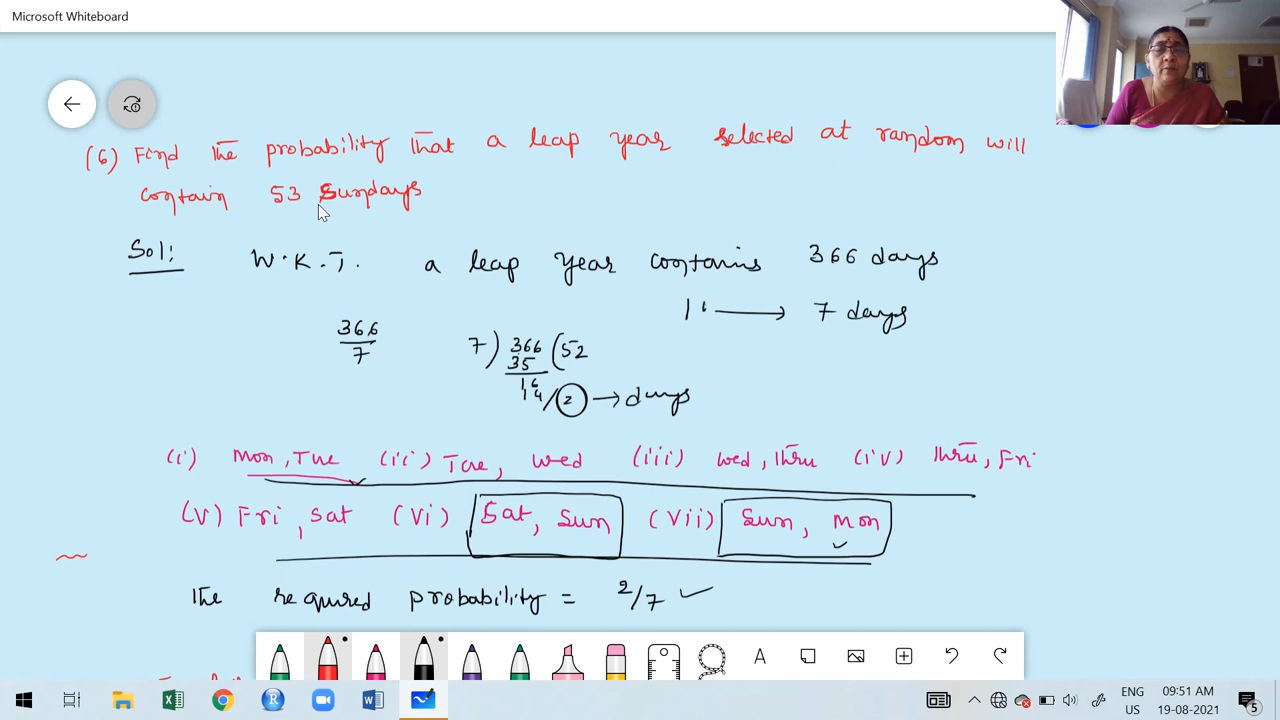 Microsoft Whiteboard
(6) Find the probability that a leap year selected at random will
contain 53 Sundays
Sol:
W.K.T. a leap year contains 366 days
7 days
366
7
7) 366 (52
35
16
14/2 → days
(i) Mon, Tue (ii) Tue, wed (iii) wed, thru (iv) thru, Fri
(V) Fri, Sat (Vi) Sat, Sun (Vii) Sun, Mon
the required probability = 2/7
A
ENG
US
09:51 AM
19-08-2021
5